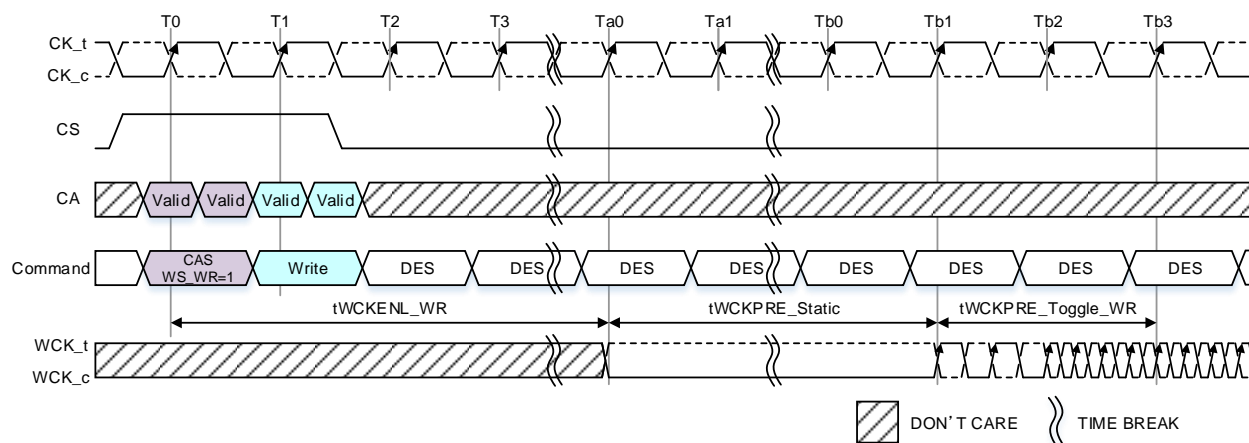 T0 T1 T2 T3 Ta0 Ta1 Tb0 Tb1 Tb2 Tb3
CK_t
CK_c
CS
CA Valid Valid Valid Valid
Command CAS WS_WR=1 Write DES DES DES DES DES DES DES DES
tWCKENL_WR tWCKPRE_Static tWCKPRE_Toggle_WR
WCK_t
WCK_c
DON'T CARE TIME BREAK